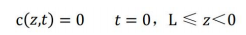 c(z,t) = 0 t = 0, L ⩽ z<0